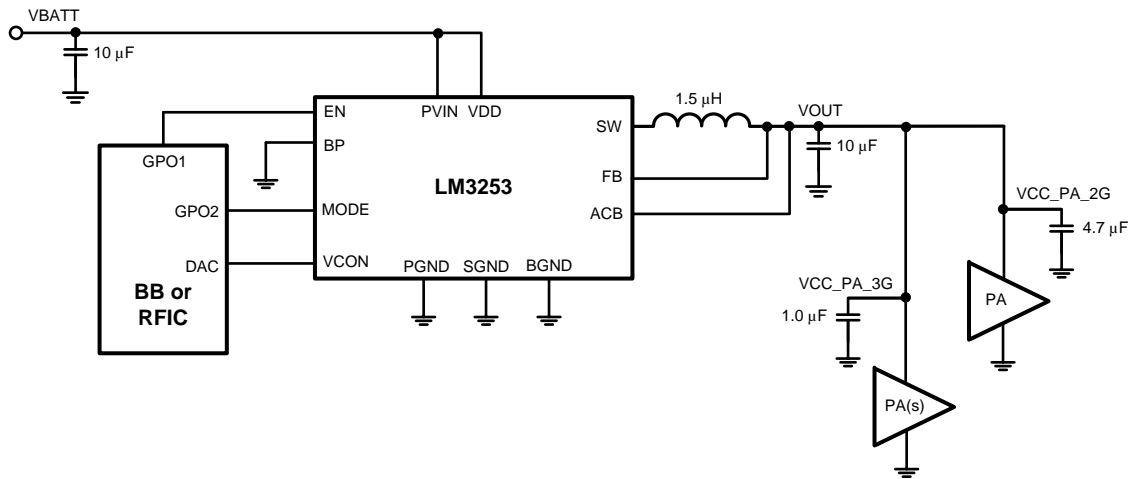 VBATT
10 µF
EN
PVIN
VDD
1.5 µH
VOUT
SW
10 µF
BP
GPO1
LM3253
FB
VCC_PA_2G
GPO2
MODE
ACB
4.7 µF
DAC
VCON
PGND
SGND
BGND
BB or
RFIC
VCC_PA_3G
PA
1.0 µF
PA(s)